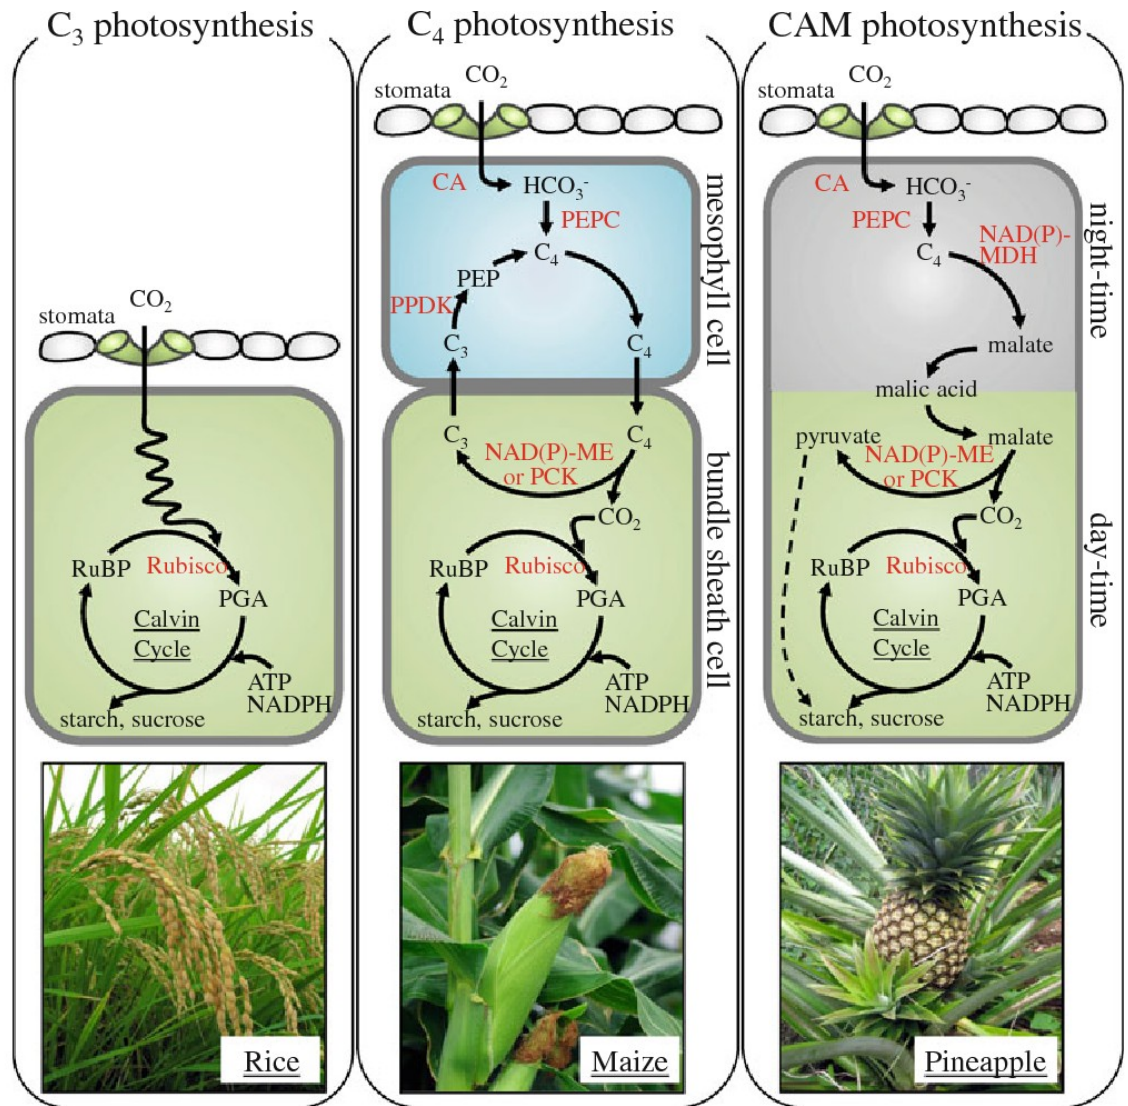 C₃ photosynthesis
CO₂
stomata
RuBP
Rubisco
PGA
Calvin
Cycle
ATP
NADPH
starch, sucrose
Rice
C₄ photosynthesis
CO₂
stomata
CA
HCO₃⁻
PEPC
C₄
PEP
PPDK
C₃
C₄
mesophyll cell
C₃
C₄
NAD(P)-ME
or PCK
CO₂
RuBP
Rubisco
PGA
Calvin
Cycle
ATP
NADPH
starch, sucrose
bundle sheath cell
Maize
CAM photosynthesis
CO₂
stomata
CA
HCO₃⁻
PEPC
C₄
NAD(P)-
MDH
malate
malic acid
night-time
pyruvate
malate
NAD(P)-ME
or PCK
CO₂
RuBP
Rubisco
PGA
Calvin
Cycle
ATP
NADPH
starch, sucrose
day-time
Pineapple